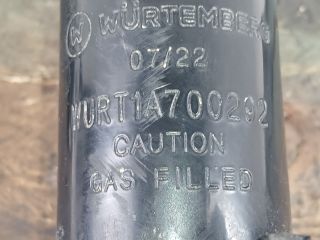 W WÜRTEMBERG
07/22
WURT1A700292
CAUTION
GAS FILLED